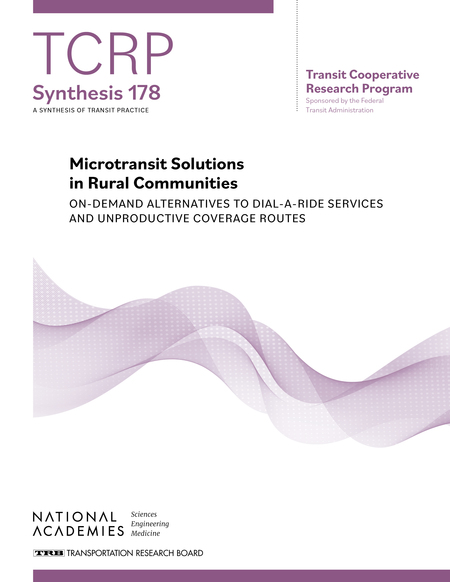 TCRP
Synthesis 178
A SYNTHESIS OF TRANSIT PRACTICE
Transit Cooperative
Research Program
Sponsored by the Federal
Transit Administration
Microtransit Solutions
in Rural Communities
ON-DEMAND ALTERNATIVES TO DIAL-A-RIDE SERVICES
AND UNPRODUCTIVE COVERAGE ROUTES
NATIONAL
ACADEMIES
Sciences
Engineering
Medicine
TRB TRANSPORTATION RESEARCH BOARD